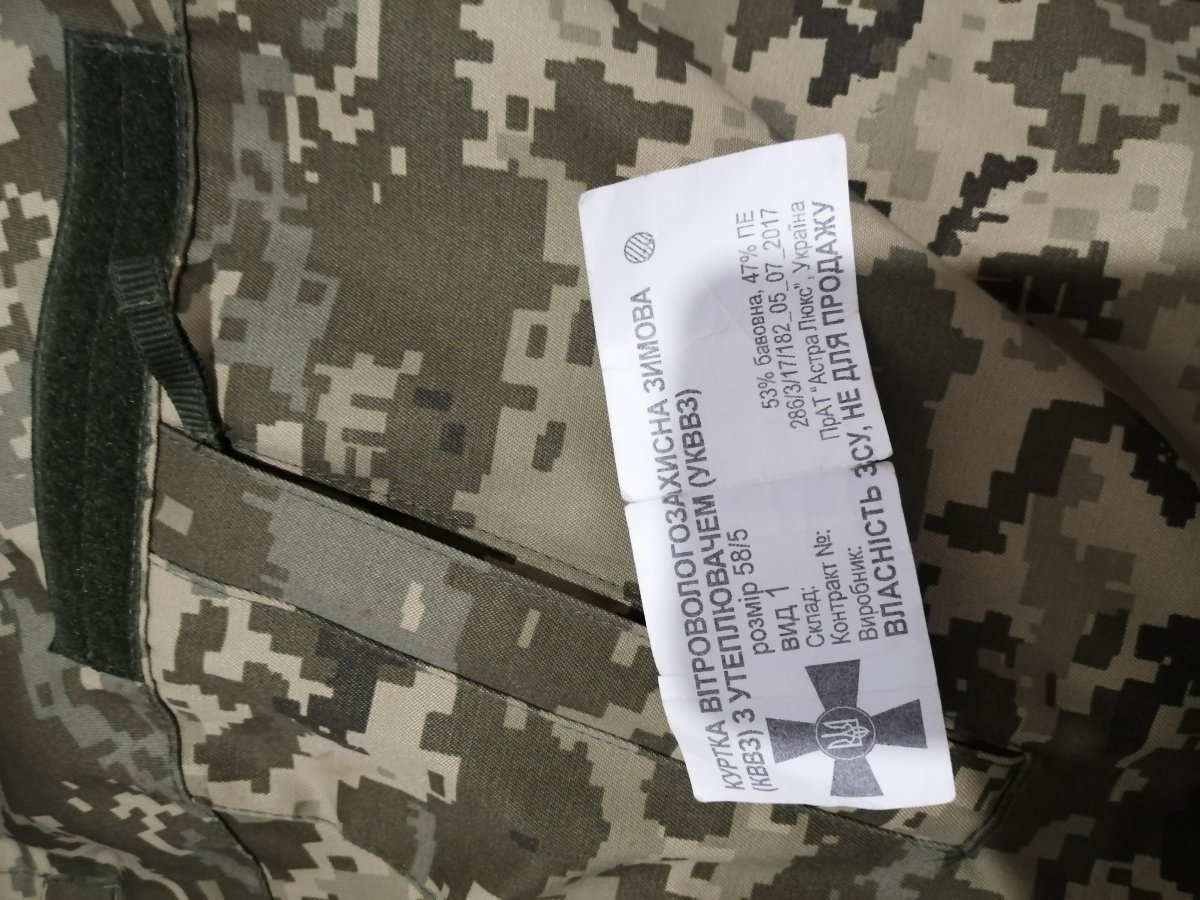 КУРТКА ВІТРОВОЛОГОЗАХИСНА ЗИМОВА
(КВВЗ) З УТЕПЛЮВАЧЕМ (УКВВЗ)
розмір 58/5
ВИД 1
Склад: 53% бавовна, 47% ПЕ
Контракт №: 286/3/17/182_05_07_2017
Виробник: ПрАТ "Астра Люкс", Україна
ВЛАСНІСТЬ ЗСУ, НЕ ДЛЯ ПРОДАЖУ